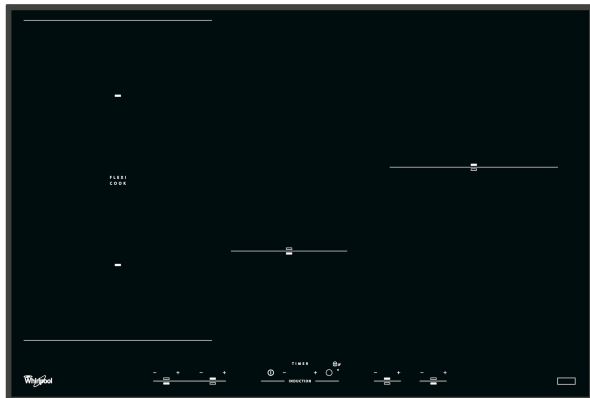 FLEXI
COOK
TIMER
- + - + - + - + - +
INDUCTION
Whirlpool